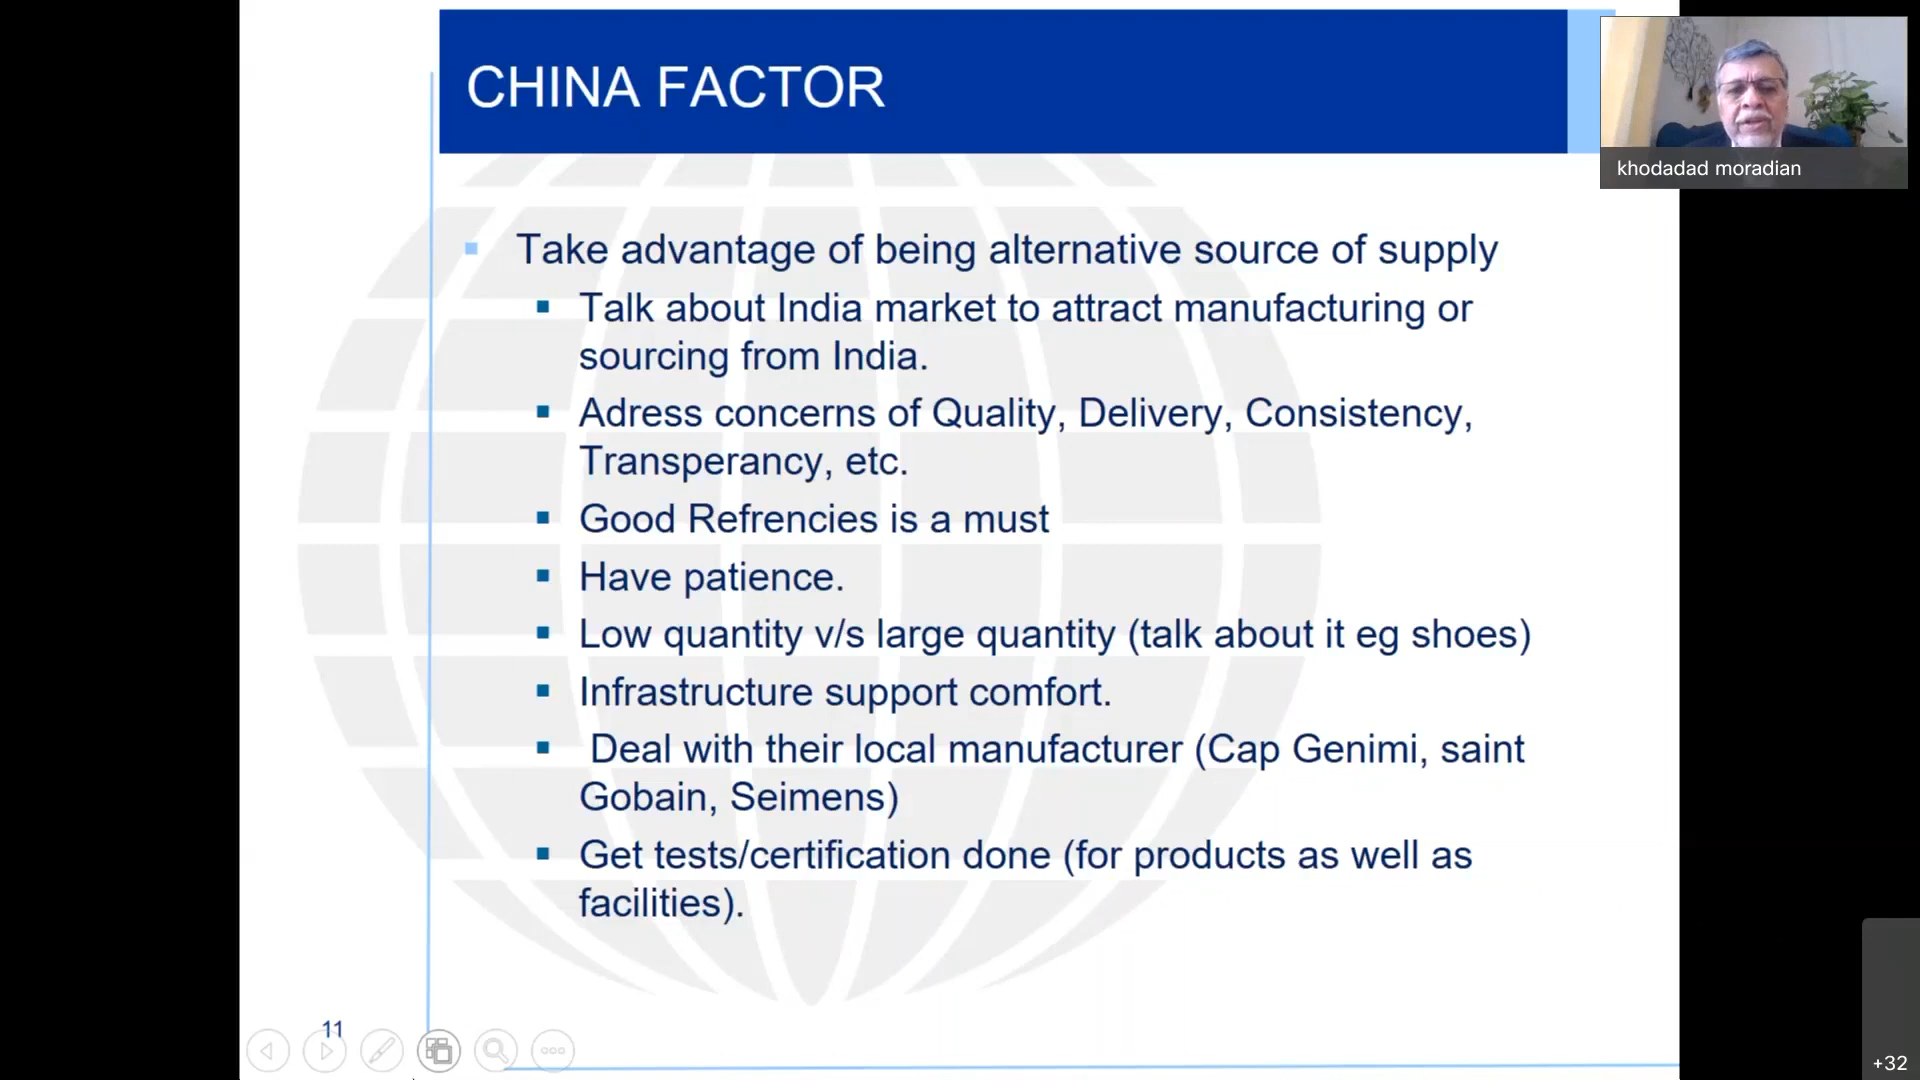 CHINA FACTOR
khodadad moradian
Take advantage of being alternative source of supply
Talk about India market to attract manufacturing or
sourcing from India.
Adress concerns of Quality, Delivery, Consistency,
Transperancy, etc.
Good Refrencies is a must
Have patience.
Low quantity v/s large quantity (talk about it eg shoes)
Infrastructure support comfort.
Deal with their local manufacturer (Cap Genimi, saint
Gobain, Seimens)
Get tests/certification done (for products as well as
facilities).
11
+32